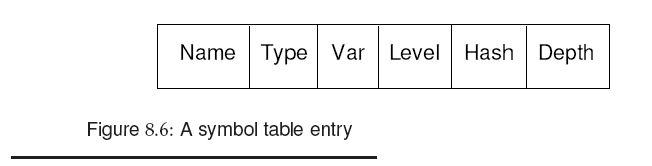 Name Type Var Level Hash Depth
Figure 8.6: A symbol table entry